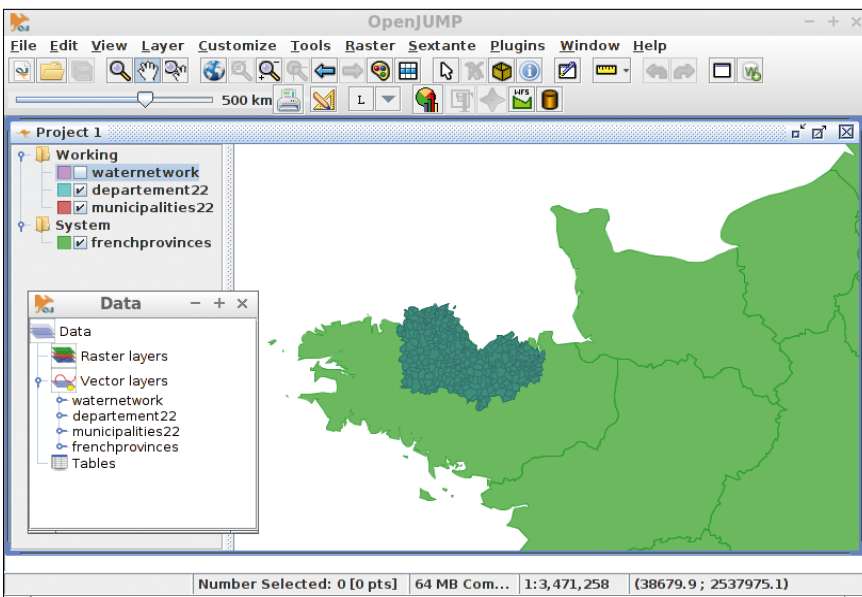 OpenJUMP
File Edit View Layer Customize Tools Raster Sextante Plugins Window Help
500 km L WFS
Project 1
Working
waternetwork
departement22
municipalities22
System
frenchprovinces
Data
Data
Raster layers
Vector layers
waternetwork
departement22
municipalities22
frenchprovinces
Tables
Number Selected: 0 [0 pts] 64 MB Com... 1:3,471,258 (38679.9 ; 2537975.1)